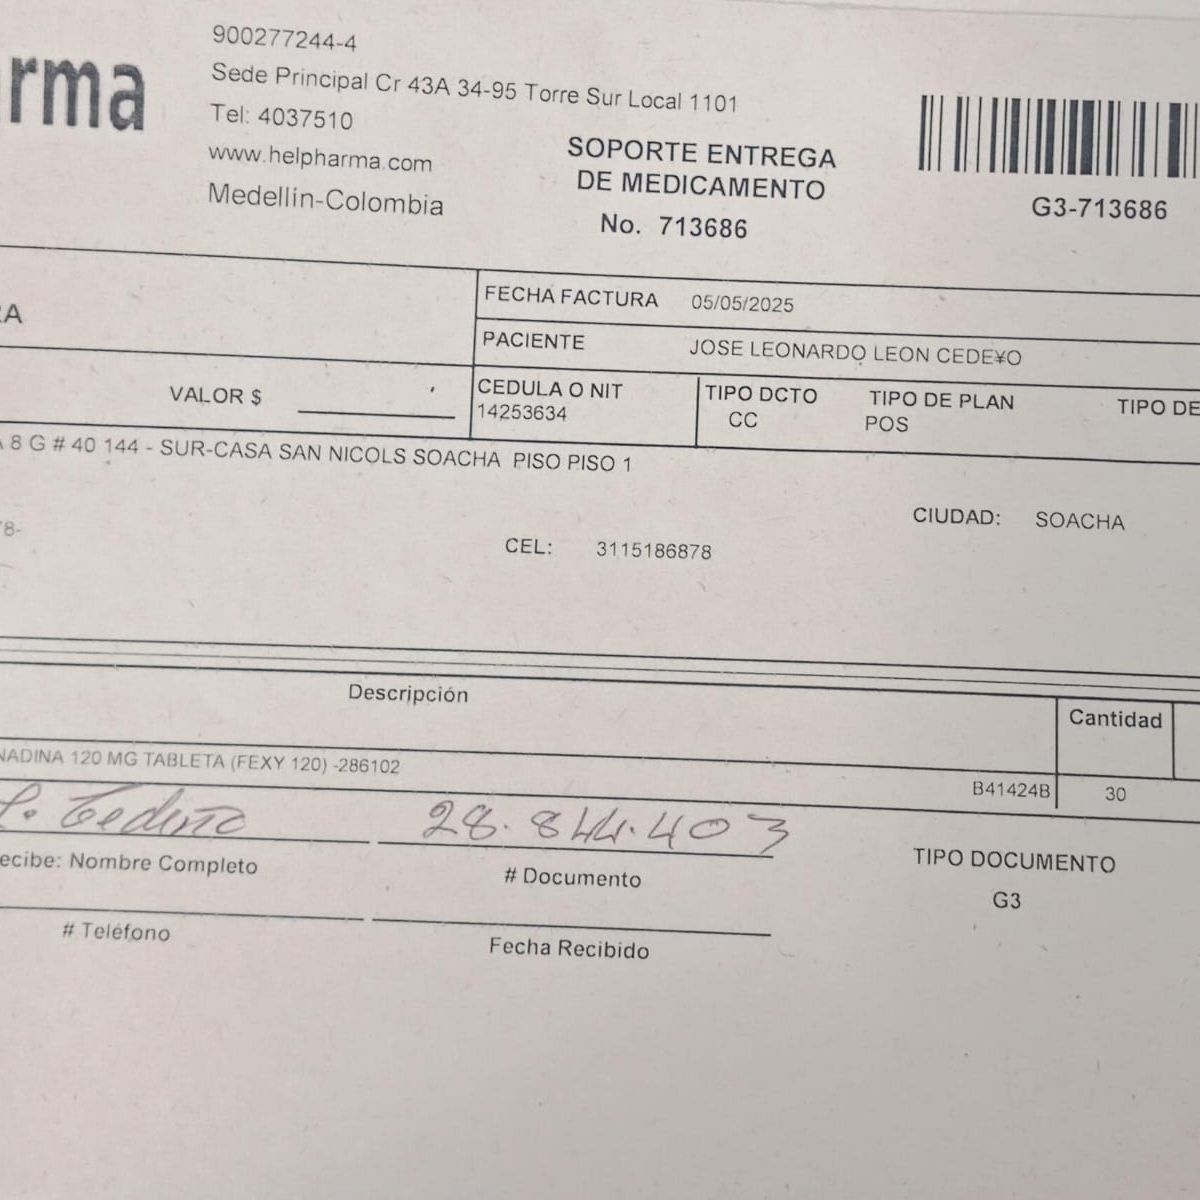 rma
900277244-4
Sede Principal Cr 43A 34-95 Torre Sur Local 1101
Tel: 4037510
www.helpharma.com
Medellin-Colombia
SOPORTE ENTREGA
DE MEDICAMENTO
No. 713686
G3-713686
RA
FECHA FACTURA 05/05/2025
PACIENTE JOSE LEONARDO LEON CEDE¥O
VALOR $
CEDULA O NIT
14253634
TIPO DCTO
CC
TIPO DE PLAN
POS
TIPO DE
A 8 G # 40 144 - SUR-CASA SAN NICOLS SOACHA PISO PISO 1
CIUDAD: SOACHA
78-
CEL: 3115186878
Descripción Cantidad
NADINA 120 MG TABLETA (FEXY 120) -286102 B41424B 30
Cedeño 28.844.403
ecibe: Nombre Completo # Documento
TIPO DOCUMENTO
G3
# Teléfono Fecha Recibido